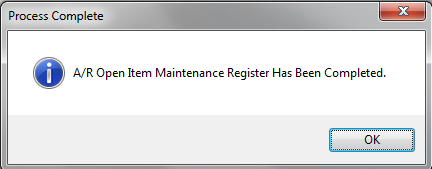 Process Complete
A/R Open Item Maintenance Register Has Been Completed.
OK